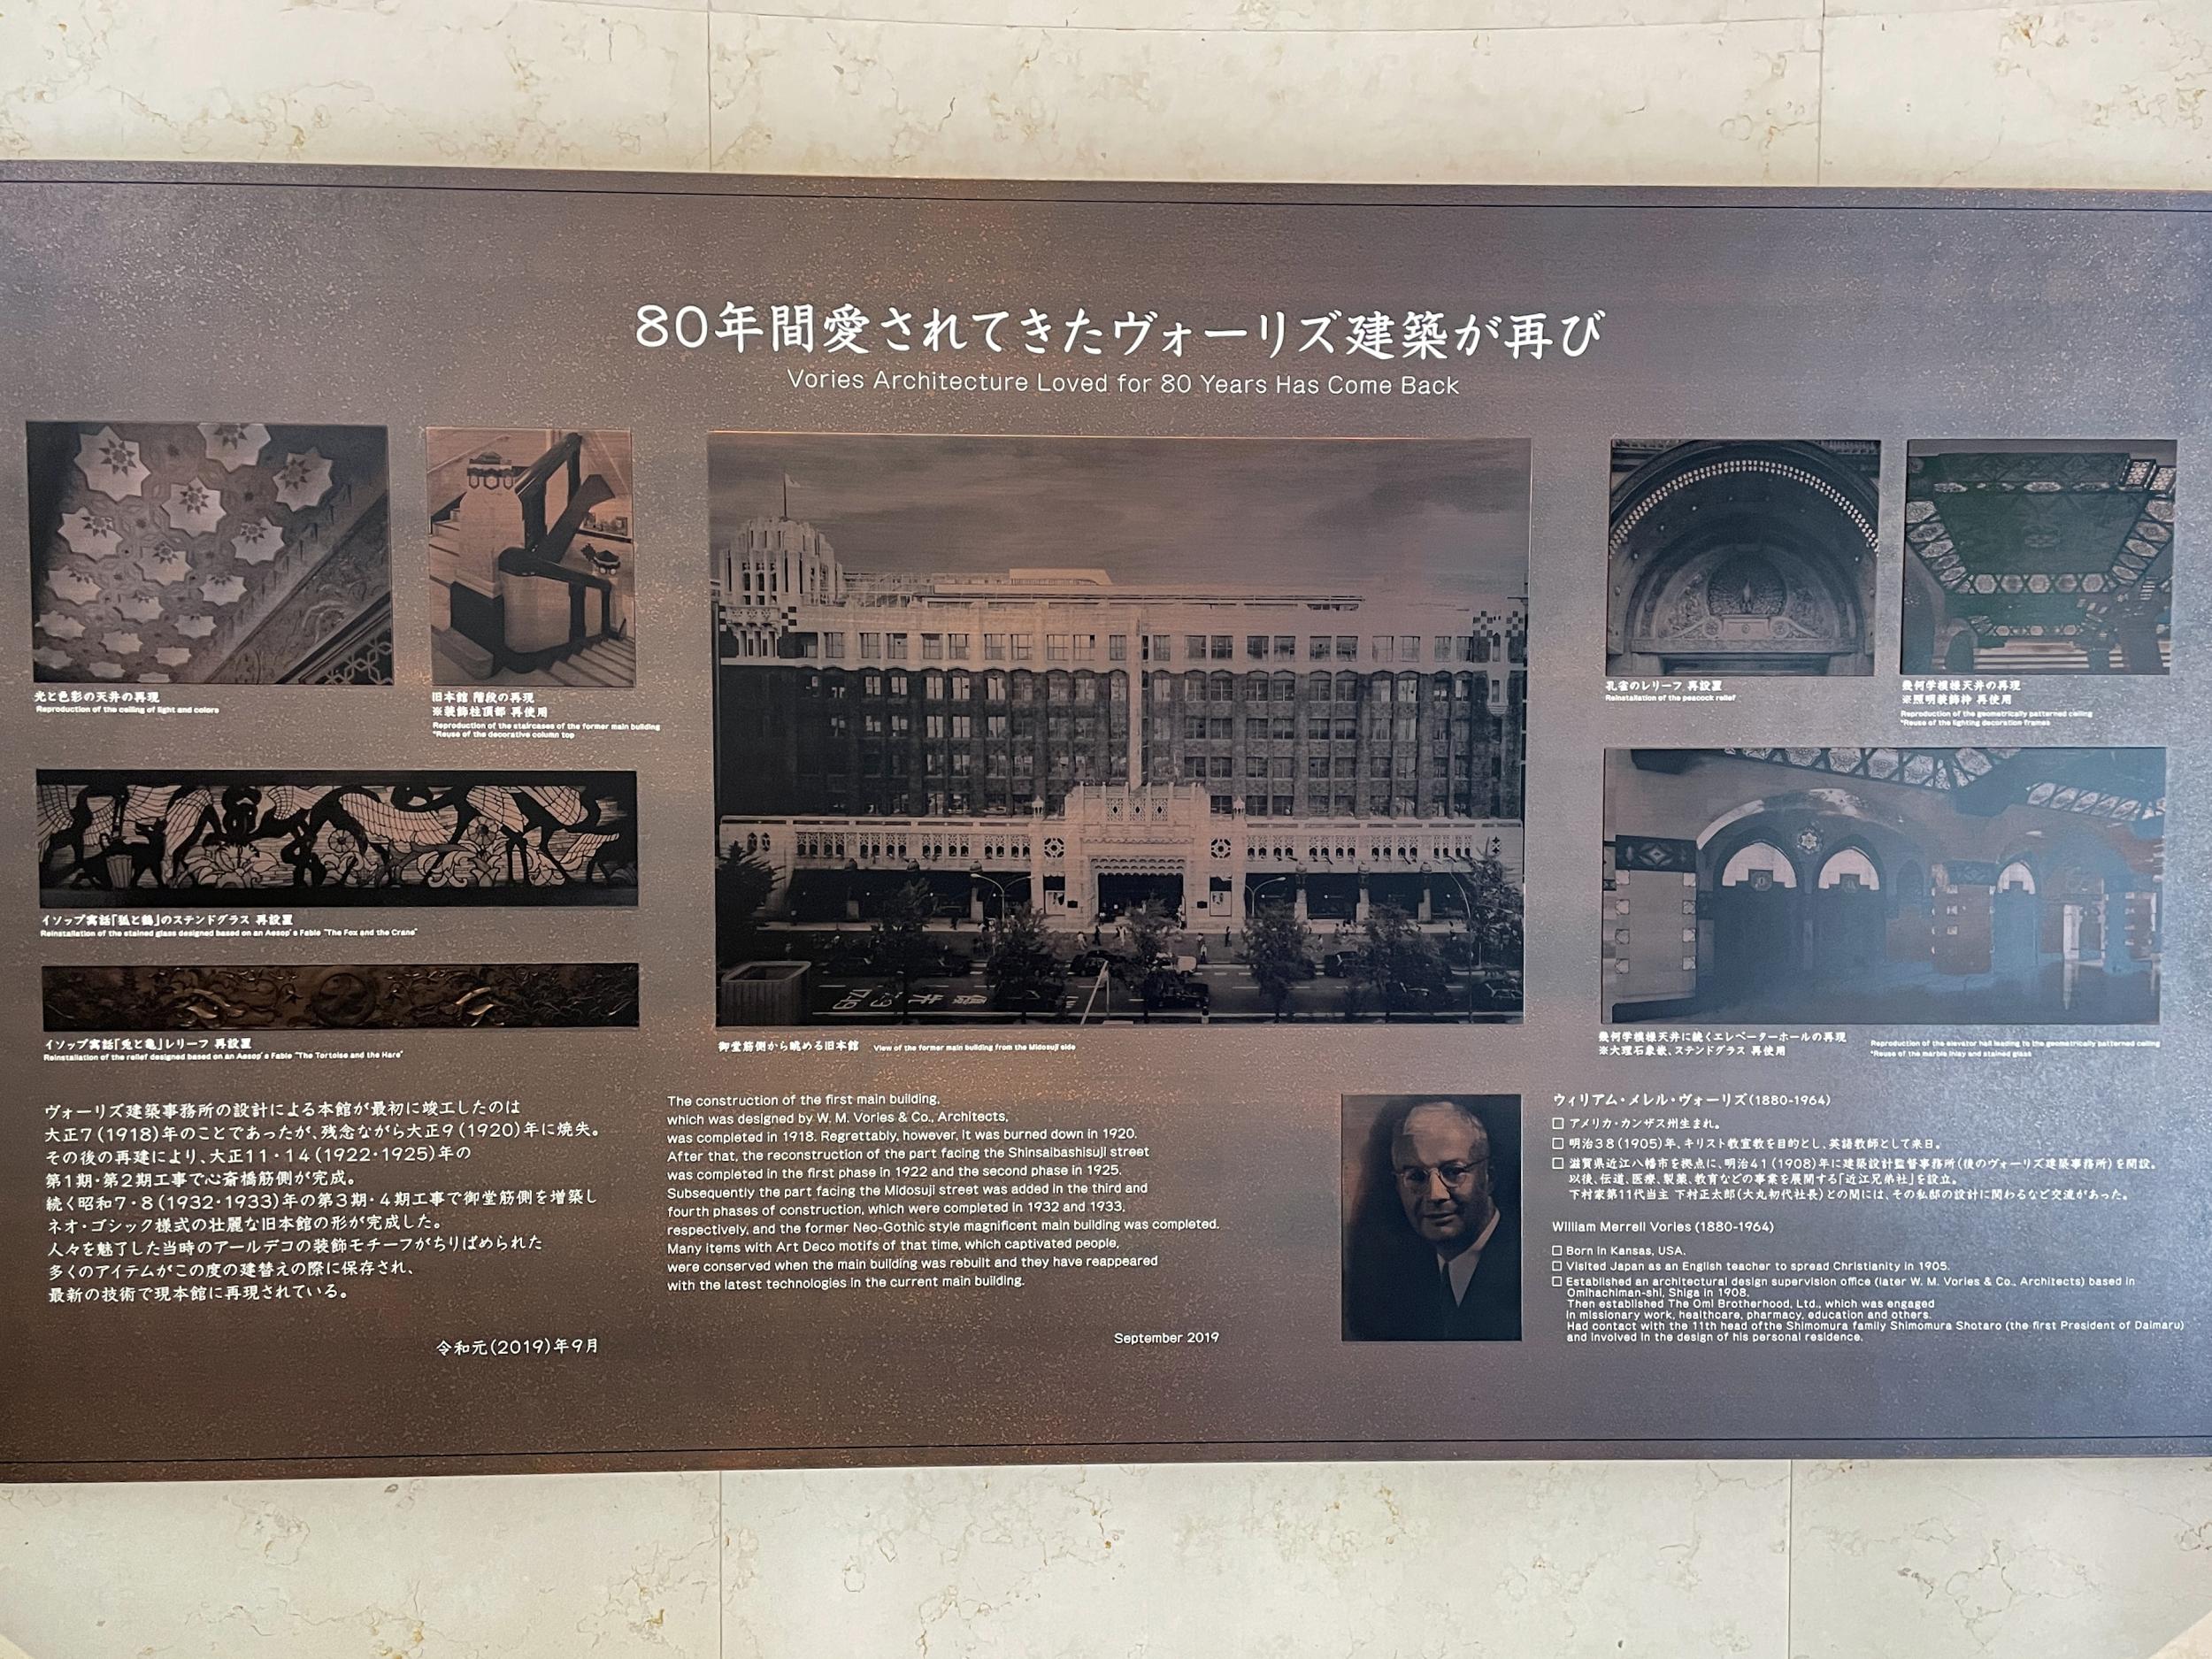 80年間愛されてきたヴォーリズ建築が再び
Vories Architecture Loved for 80 Years Has Come Back
光と色彩の天井の再現
Reproduction of the ceiling of light and colors
旧本館 階段の再現
※装飾柱頂部 再使用
Reproduction of the staircases of the former main building
*Reuse of the decorative column top
イソップ寓話「狐と鶴」のステンドグラス 再設置
Reinstallation of the stained glass designed based on an Aesop's Fable "The Fox and the Crane"
イソップ寓話「兎と亀」レリーフ 再設置
Reinstallation of the relief designed based on an Aesop's Fable "The Tortoise and the Hare"
御堂筋側から眺める旧本館
View of the former main building from the Midosuji side
孔雀のレリーフ 再設置
Reinstallation of the peacock relief
幾何学模様天井の再現
※照明装飾枠 再使用
Reproduction of the geometrically patterned ceiling
*Reuse of the lighting decoration frames
幾何学模様天井に続くエレベーターホールの再現
※大理石象嵌、ステンドグラス 再使用
Reproduction of the elevator hall leading to the geometrically patterned ceiling
*Reuse of the marble inlay and stained glass
ヴォーリズ建築事務所の設計による本館が最初に竣工したのは
大正7(1918)年のことであったが、残念ながら大正9(1920)年に焼失。
その後の再建により、大正11・14(1922・1925)年の
第1期・第2期工事で心斎橋筋側が完成。
続く昭和7・8(1932・1933)年の第3期・4期工事で御堂筋側を増築し
ネオ・ゴシック様式の壮麗な旧本館の形が完成した。
人々を魅了した当時のアールデコの装飾モチーフがちりばめられた
多くのアイテムがこの度の建替えの際に保存され、
最新の技術で現本館に再現されている。
令和元(2019)年9月
The construction of the first main building,
which was designed by W. M. Vories & Co., Architects,
was completed in 1918. Regrettably, however, it was burned down in 1920.
After that, the reconstruction of the part facing the Shinsaibashisuji street
was completed in the first phase in 1922 and the second phase in 1925.
Subsequently the part facing the Midosuji street was added in the third and
fourth phases of construction, which were completed in 1932 and 1933,
respectively, and the former Neo-Gothic style magnificent main building was completed.
Many items with Art Deco motifs of that time, which captivated people,
were conserved when the main building was rebuilt and they have reappeared
with the latest technologies in the current main building.
September 2019
ウィリアム・メレル・ヴォーリズ(1880-1964)
□ アメリカ・カンザス州生まれ。
□ 明治38(1905)年、キリスト教宣教を目的とし、英語教師として来日。
□ 滋賀県近江八幡市を拠点に、明治41(1908)年に建築設計監督事務所(後のヴォーリズ建築事務所)を開設。
以後、伝道、医療、製薬、教育などの事業を展開する「近江兄弟社」を設立。
下村家第11代当主 下村正太郎(大丸初代社長)との間には、その私邸の設計に関わるなど交流があった。
William Merrell Vories (1880-1964)
□ Born in Kansas, USA.
□ Visited Japan as an English teacher to spread Christianity in 1905.
□ Established an architectural design supervision office (later W. M. Vories & Co., Architects) based in
Omihachiman-shi, Shiga in 1908.
Then established The Omi Brotherhood, Ltd., which was engaged
in missionary work, healthcare, pharmacy, education and others.
Had contact with the 11th head of the Shimomura family Shimomura Shotaro (the first President of Daimaru)
and involved in the design of his personal residence.